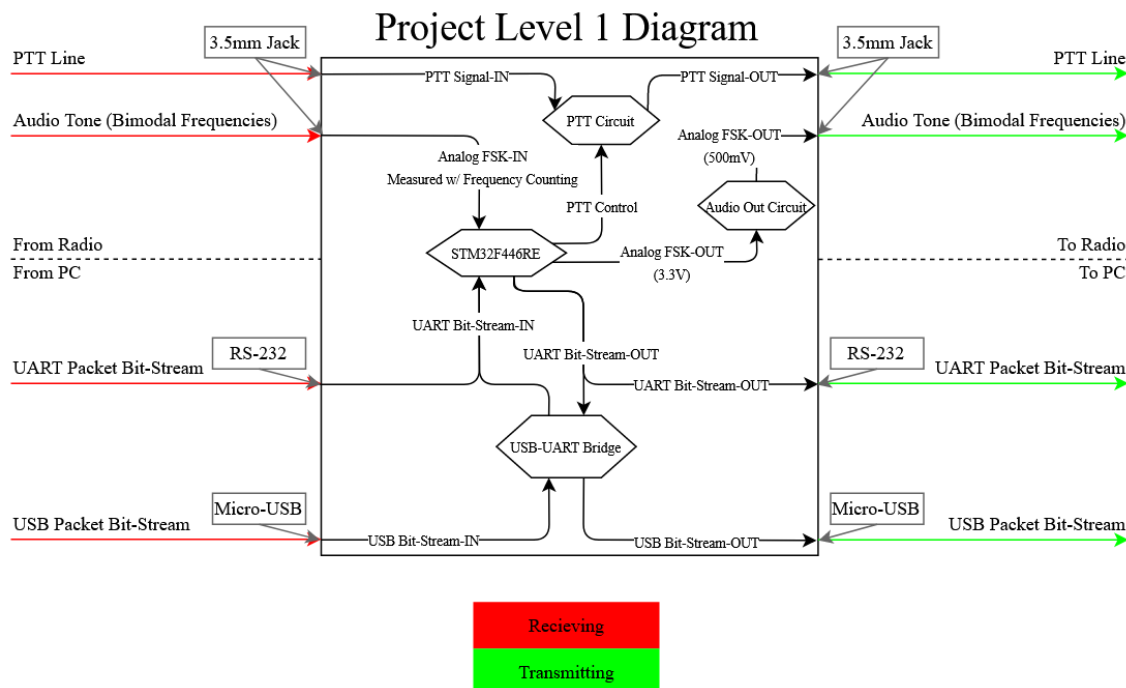 Project Level 1 Diagram
3.5mm Jack
3.5mm Jack
PTT Line
PTT Signal-IN
PTT Signal-OUT
PTT Line
PTT Circuit
Audio Tone (Bimodal Frequencies)
Analog FSK-IN
Measured w/ Frequency Counting
Analog FSK-OUT
(500mV)
Audio Tone (Bimodal Frequencies)
PTT Control
Audio Out Circuit
From Radio
STM32F446RE
Analog FSK-OUT
(3.3V)
To Radio
From PC
To PC
UART Bit-Stream-IN
RS-232
UART Bit-Stream-OUT
RS-232
UART Packet Bit-Stream
UART Bit-Stream-OUT
UART Packet Bit-Stream
USB-UART Bridge
Micro-USB
Micro-USB
USB Packet Bit-Stream
USB Bit-Stream-IN
USB Bit-Stream-OUT
USB Packet Bit-Stream
Recieving
Transmitting